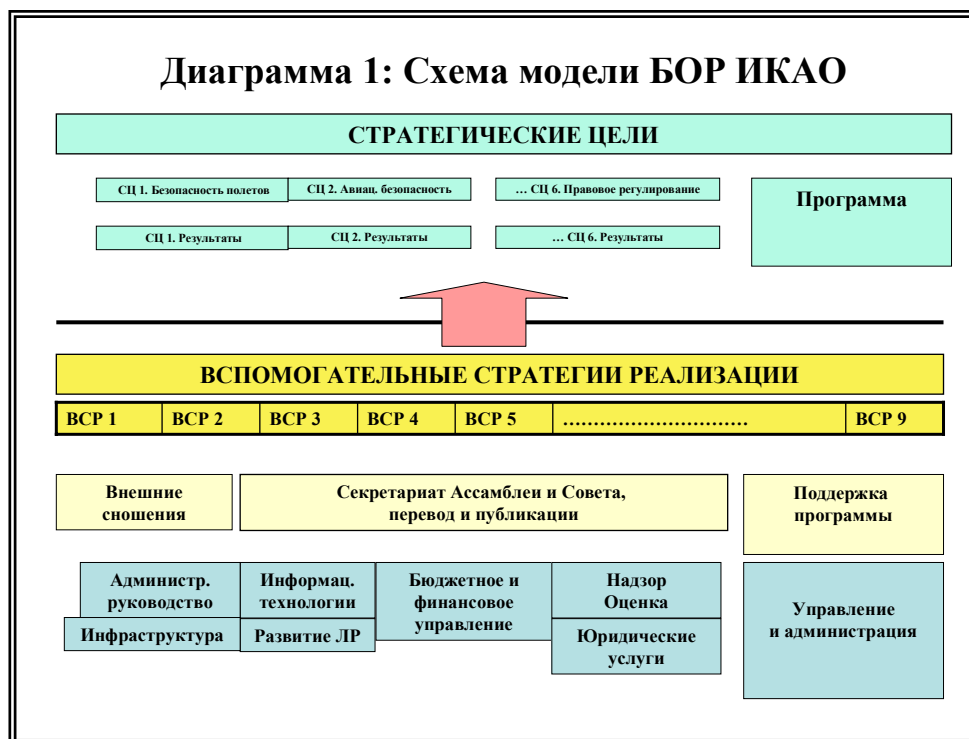 Диаграмма 1: Схема модели БОР ИКАО
СТРАТЕГИЧЕСКИЕ ЦЕЛИ
СЦ 1. Безопасность полетов
СЦ 2. Авиац. безопасность
... СЦ 6. Правовое регулирование
Программа
СЦ 1. Результаты
СЦ 2. Результаты
... СЦ 6. Результаты
ВСПОМОГАТЕЛЬНЫЕ СТРАТЕГИИ РЕАЛИЗАЦИИ
ВСР 1
ВСР 2
ВСР 3
ВСР 4
ВСР 5
..............................
ВСР 9
Внешние
сношения
Секретариат Ассамблеи и Совета,
перевод и публикации
Поддержка
программы
Администр.
руководство
Информац.
технологии
Бюджетное и
финансовое
управление
Надзор
Оценка
Управление
и администрация
Инфраструктура
Развитие ЛР
Юридические
услуги